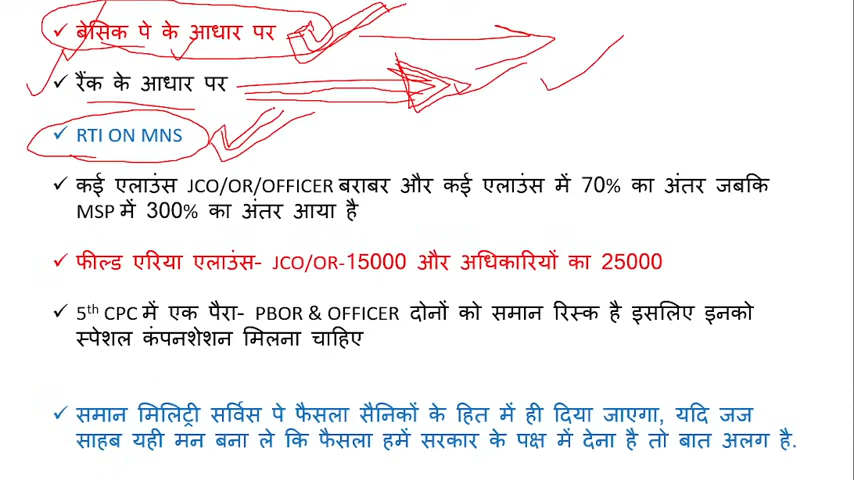 ✓ बेसिक पे के आधार पर
✓ रैंक के आधार पर
✓ RTI ON MNS
✓ कई एलाउंस JCO/OR/OFFICER बराबर और कई एलाउंस में 70% का अंतर जबकि
MSP में 300% का अंतर आया है
✓ फील्ड एरिया एलाउंस- JCO/OR-15000 और अधिकारियों का 25000
✓ 5th CPC में एक पैरा- PBOR & OFFICER दोनों को समान रिस्क है इसलिए इनको
स्पेशल कंपनशेशन मिलना चाहिए
✓ समान मिलिट्री सर्विस पे फैसला सैनिकों के हित में ही दिया जाएगा, यदि जज
साहब यही मन बना ले कि फैसला हमें सरकार के पक्ष में देना है तो बात अलग है.